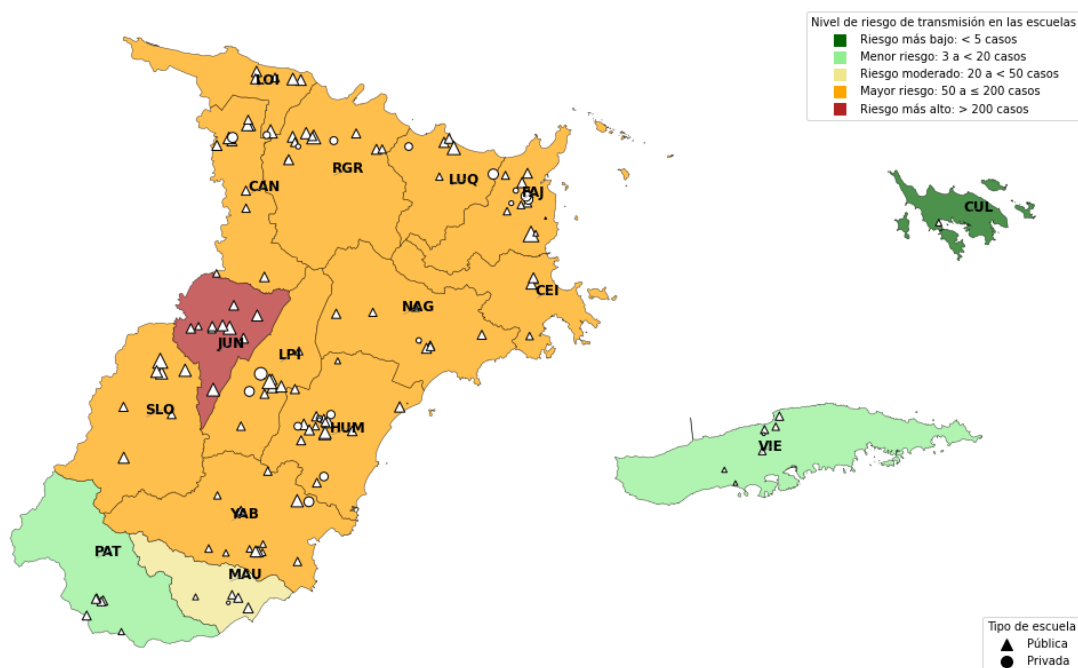 Nivel de riesgo de transmisión en las escuelas
Riesgo más bajo: < 5 casos
Menor riesgo: 3 a < 20 casos
Riesgo moderado: 20 a < 50 casos
Mayor riesgo: 50 a ≤ 200 casos
Riesgo más alto: > 200 casos
LOI
RGR
CAN
LUQ
FAJ
CUL
CEI
NAG
JUN
LPI
SLO
HUM
VIE
YAB
PAT
MAU
Tipo de escuela
Pública
Privada